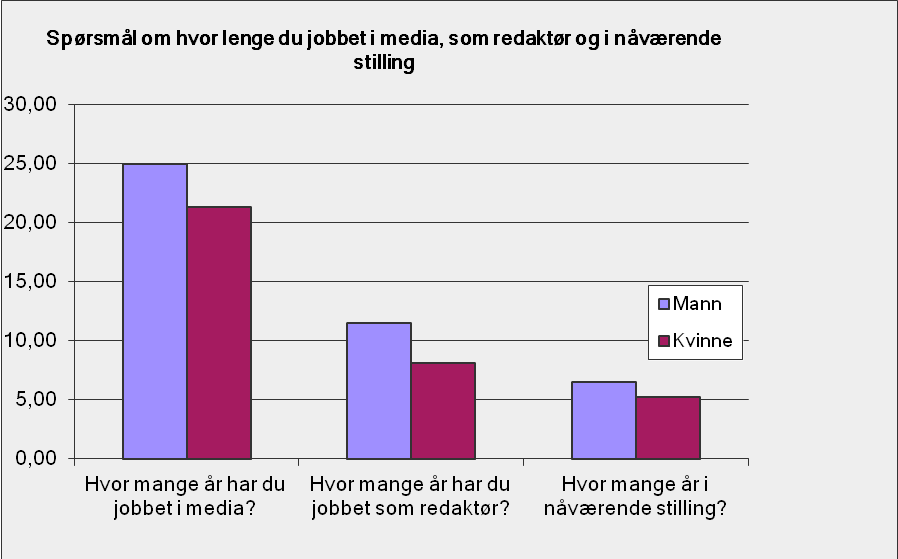 Spørsmål om hvor lenge du jobbet i media, som redaktør og i nåværende
stilling
30,00
25,00
20,00
15,00
10,00
5,00
0,00
Mann
Kvinne
Hvor mange år har du
jobbet i media?
Hvor mange år har du
jobbet som redaktør?
Hvor mange år i
nåværende stilling?